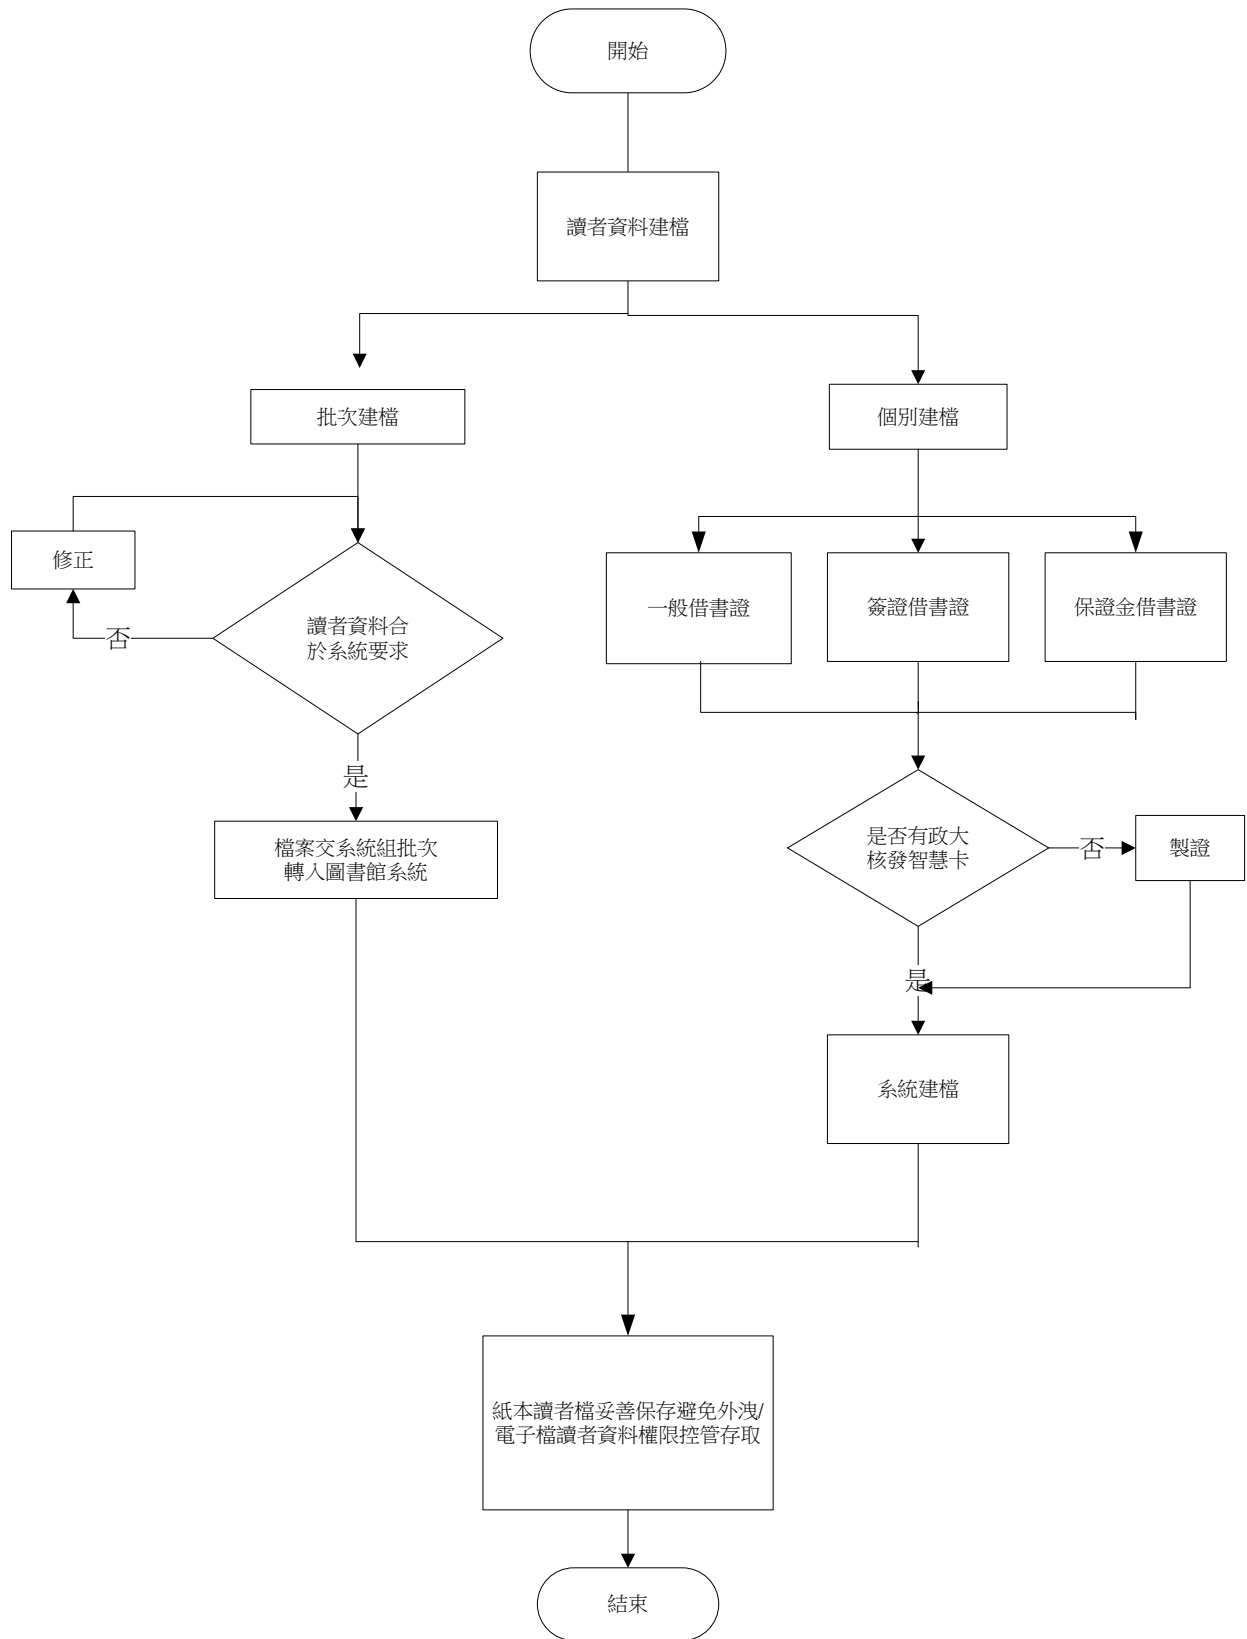 開始
讀者資料建檔
批次建檔
個別建檔
修正
一般借書證
簽證借書證
保證金借書證
讀者資料合
於系統要求
否
是
檔案交系統組批次
轉入圖書館系統
是否有政大
核發智慧卡
否
製證
是
系統建檔
紙本讀者檔妥善保存避免外洩/
電子檔讀者資料權限控管存取
結束